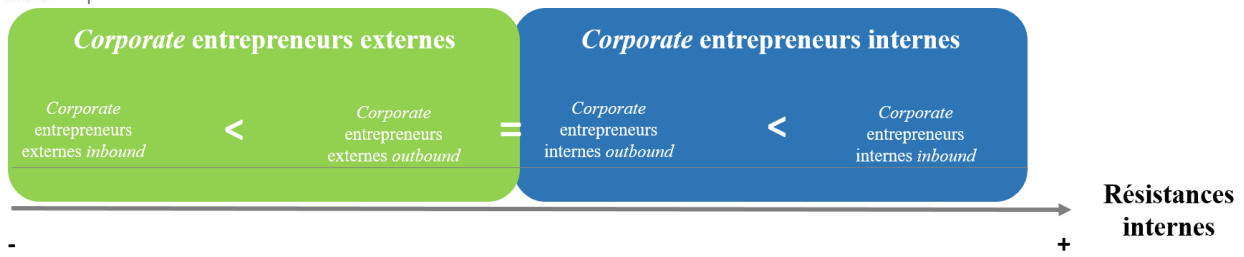 Corporate entrepreneurs externes
Corporate entrepreneurs internes
Corporate
entrepreneurs
externes inbound
<
Corporate
entrepreneurs
externes outbound
=
Corporate
entrepreneurs
internes outbound
<
Corporate
entrepreneurs
internes inbound
Résistances
internes
-
+